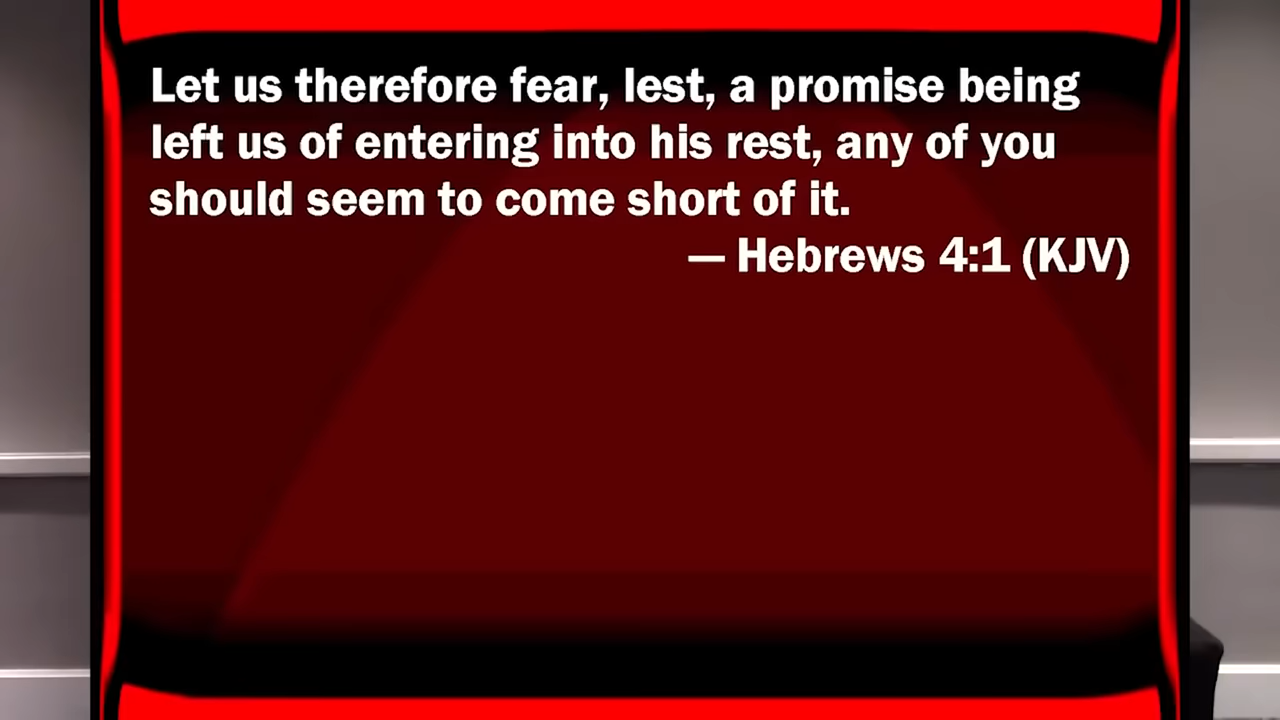 Let us therefore fear, lest, a promise being
left us of entering into his rest, any of you
should seem to come short of it.
— Hebrews 4:1 (KJV)